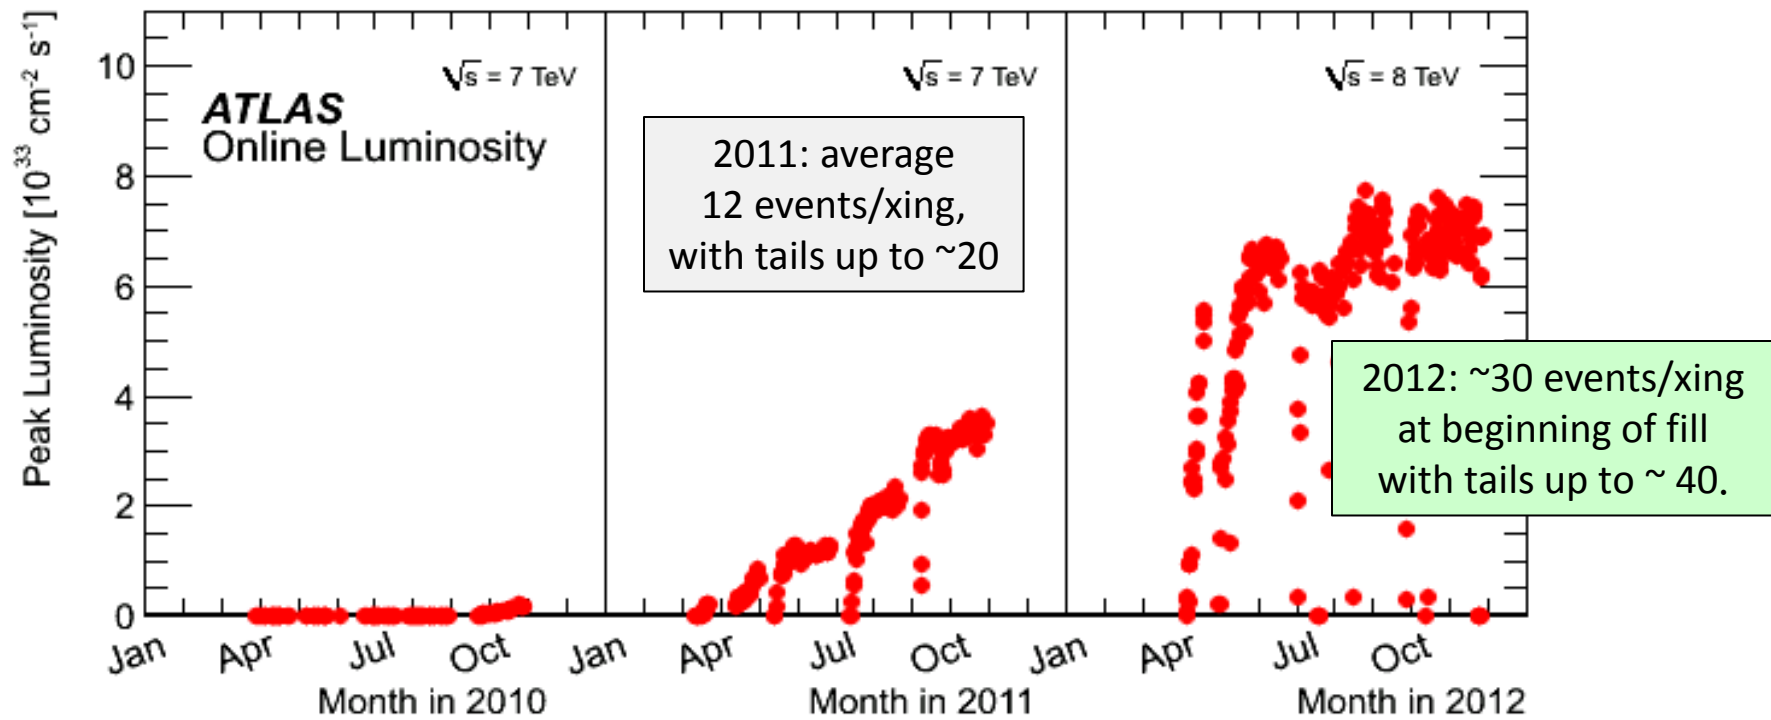 Peak Luminosity [10³³ cm⁻² s⁻¹]
10
8
6
4
2
0
ATLAS
Online Luminosity
√s = 7 TeV
√s = 7 TeV
√s = 8 TeV
2011: average
12 events/xing,
with tails up to ~20
2012: ~30 events/xing
at beginning of fill
with tails up to ~ 40.
Jan Apr Jul Oct Jan Apr Jul Oct Jan Apr Jul Oct
Month in 2010 Month in 2011 Month in 2012